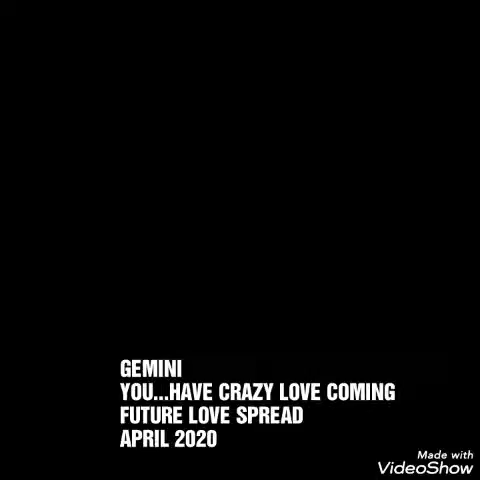 GEMINI
YOU...HAVE CRAZY LOVE COMING
FUTURE LOVE SPREAD
APRIL 2020
Made with
VideoShow